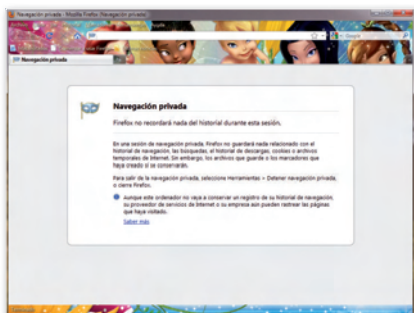 Navegación privada - Mozilla Firefox (Navegación privada)
Google
Navegación privada
Navegación privada
Firefox no recordará nada del historial durante esta sesión.
En una sesión de navegación privada, Firefox no guardará nada relacionado con el
historial de navegación, las búsquedas, el historial de descargas, cookies o archivos
temporales de Internet. Sin embargo, los archivos que guarde o los marcadores que
haya creado sí se conservarán.
Para salir de la navegación privada, seleccione Herramientas > Detener navegación privada,
o cierre Firefox.
Aunque este ordenador no vaya a conservar un registro de su historial de navegación,
su proveedor de servicios de Internet o su empresa aún pueden rastrear las páginas
que haya visitado.
Saber más